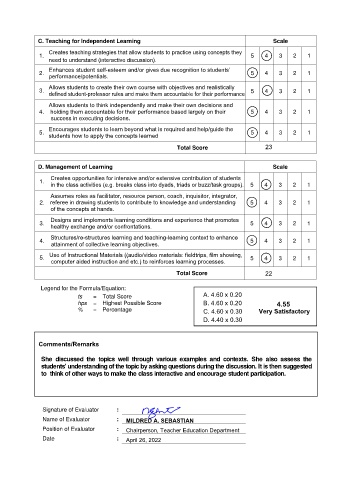 C. Teaching for Independent Learning Scale
1. Creates teaching strategies that allow students to practice using concepts they
need to understand (interactive discussion). 5 4 3 2 1
2. Enhances student self-esteem and/or gives due recognition to students'
performance/potentials. 5 4 3 2 1
3. Allows students to create their own course with objectives and realistically
defined student-professor rules and make them accountable for their performance 5 4 3 2 1
4. Allows students to think independently and make their own decisions and
holding them accountable for their performance based largely on their
success in executing decisions. 5 4 3 2 1
5. Encourages students to learn beyond what is required and help/guide the
students how to apply the concepts learned 5 4 3 2 1
Total Score 23
D. Management of Learning Scale
1. Creates opportunities for intensive and/or extensive contribution of students
in the class activities (e.g. breaks class into dyads, triads or buzz/task groups). 5 4 3 2 1
2. Assumes roles as facilitator, resource person, coach, inquisitor, integrator,
referee in drawing students to contribute to knowledge and understanding
of the concepts at hands. 5 4 3 2 1
3. Designs and implements learning conditions and experience that promotes
healthy exchange and/or confrontations. 5 4 3 2 1
4. Structures/re-structures learning and teaching-learning context to enhance
attainment of collective learning objectives. 5 4 3 2 1
5. Use of Instructional Materials ((audio/video materials: fieldtrips, film showing,
computer aided instruction and etc.) to reinforces learning processes. 5 4 3 2 1
Total Score 22
Legend for the Formula/Equation:
ts = Total Score
hps = Highest Possible Score
% = Percentage
A. 4.60 x 0.20
B. 4.60 x 0.20
C. 4.60 x 0.30
D. 4.40 x 0.30
4.55
Very Satisfactory
Comments/Remarks
She discussed the topics well through various examples and contexts. She also assess the
students' understanding of the topic by asking questions during the discussion. It is then suggested
to think of other ways to make the class interactive and encourage student participation.
Signature of Evaluator :
Name of Evaluator : MILDRED A. SEBASTIAN
Position of Evaluator : Chairperson, Teacher Education Department
Date : April 26, 2022